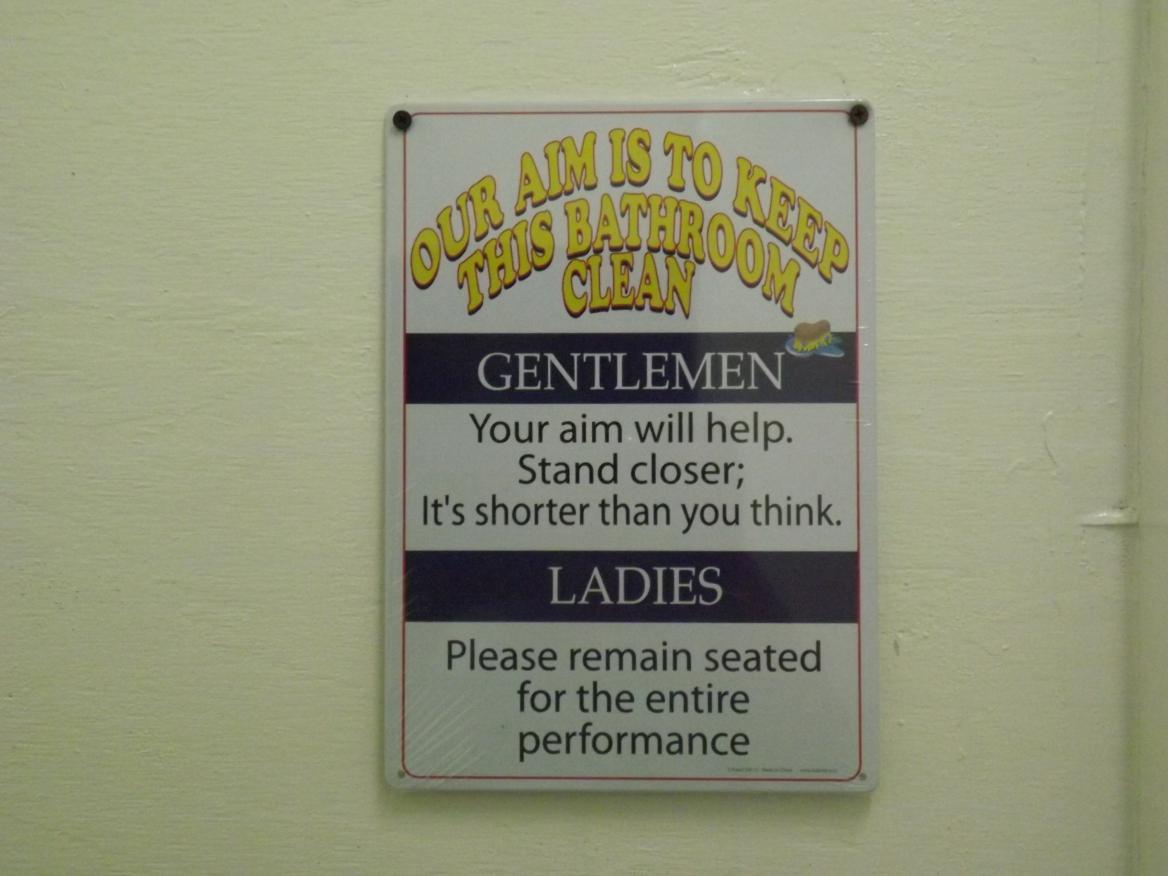 OUR AIM IS TO KEEP
THIS BATHROOM
CLEAN
GENTLEMEN
Your aim will help.
Stand closer;
It's shorter than you think.
LADIES
Please remain seated
for the entire
performance